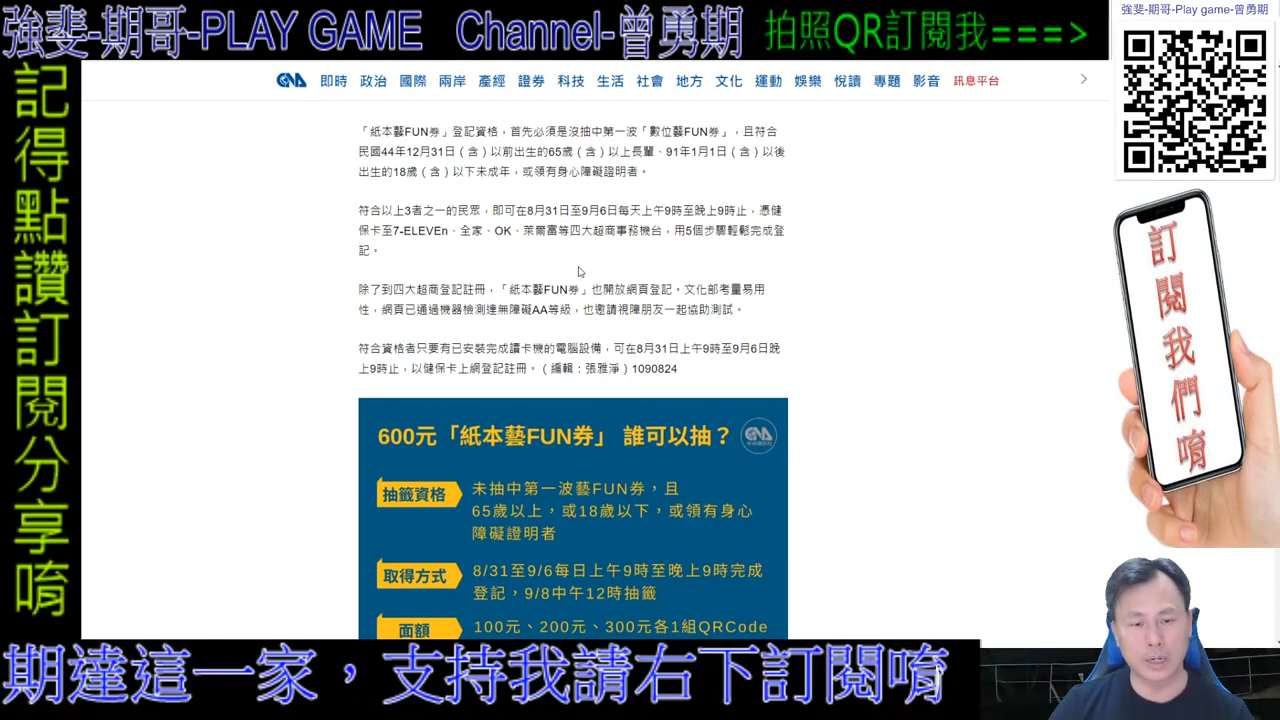 強斐-期哥-PLAY GAME Channel-曾勇期
拍照QR訂閱我===>
強斐-期哥-Play game-曾勇期
記得點讚訂閱分享唷
CNA 即時 政治 國際 兩岸 產經 證券 科技 生活 社會 地方 文化 運動 娛樂 悅讀 專題 影音 訊息平台
「紙本藝FUN券」登記資格，首先必須是沒抽中第一波「數位藝FUN券」，且符合
民國44年12月31日（含）以前出生的65歲（含）以上長輩、91年1月1日（含）以後
出生的18歲（含）以下未成年，或領有身心障礙證明者。
符合以上3者之一的民眾，即可在8月31日至9月6日每天上午9時至晚上9時止，憑健
保卡至7-ELEVEn、全家、OK、萊爾富等四大超商事務機台，用5個步驟輕鬆完成登
記。
除了到四大超商登記註冊，「紙本藝FUN券」也開放網頁登記。文化部考量易用
性，網頁已通過機器檢測達無障礙AA等級，也邀請視障朋友一起協助測試。
符合資格者只要有已安裝完成讀卡機的電腦設備，可在8月31日上午9時至9月6日晚
上9時止，以健保卡上網登記註冊。（編輯：張雅淨）1090824
600元「紙本藝FUN券」 誰可以抽？
CNA
抽籤資格
未抽中第一波藝FUN券，且
65歲以上，或18歲以下，或領有身心
障礙證明者
取得方式
8/31至9/6每日上午9時至晚上9時完成
登記，9/8中午12時抽籤
面額
100元、200元、300元各1組QRCode
訂閱我們唷
期達這一家，支持我請右下訂閱唷